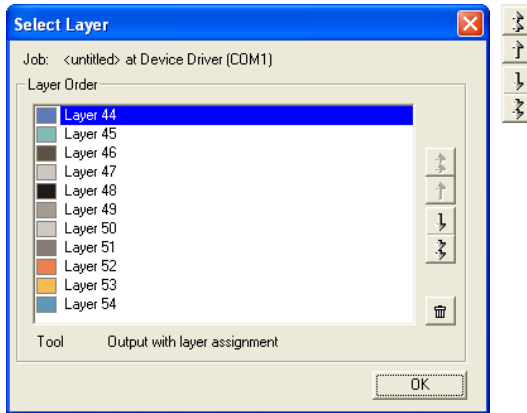 Select Layer
Job: <untitled> at Device Driver (COM1)
Layer Order
Layer 44
Layer 45
Layer 46
Layer 47
Layer 48
Layer 49
Layer 50
Layer 51
Layer 52
Layer 53
Layer 54
Tool Output with layer assignment
OK